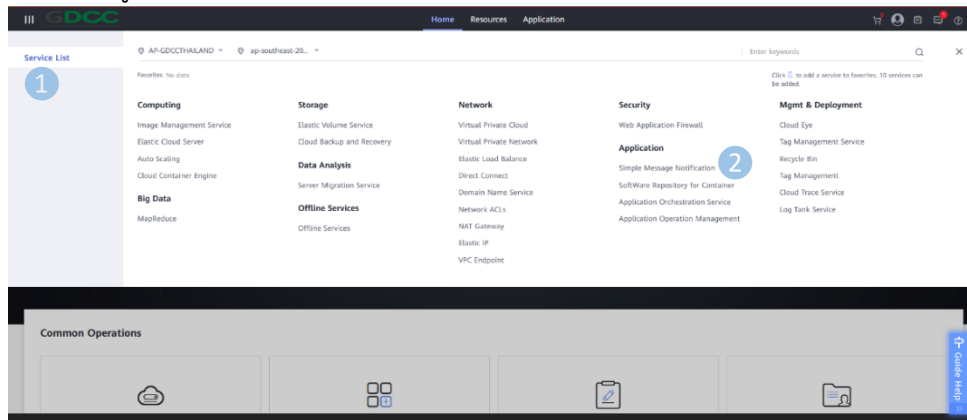 GDCC
Home Resources Application
Service List
AP-GDCCTHAILAND
ap-southeast-20...
Enter keywords
Favorites: No data
Click to add a service to favorites. 10 services can
be added.
1
Computing
Image Management Service
Elastic Cloud Server
Auto Scaling
Cloud Container Engine
Big Data
MapReduce
Storage
Elastic Volume Service
Cloud Backup and Recovery
Data Analysis
Server Migration Service
Offline Services
Offline Services
Network
Virtual Private Cloud
Virtual Private Network
Elastic Load Balance
Direct Connect
Domain Name Service
Network ACLs
NAT Gateway
Elastic IP
VPC Endpoint
Security
Web Application Firewall
Application
Simple Message Notification
2
SoftWare Repository for Container
Application Orchestration Service
Application Operation Management
Mgmt & Deployment
Cloud Eye
Tag Management Service
Recycle Bin
Tag Management
Cloud Trace Service
Log Tank Service
Common Operations
Guide Help